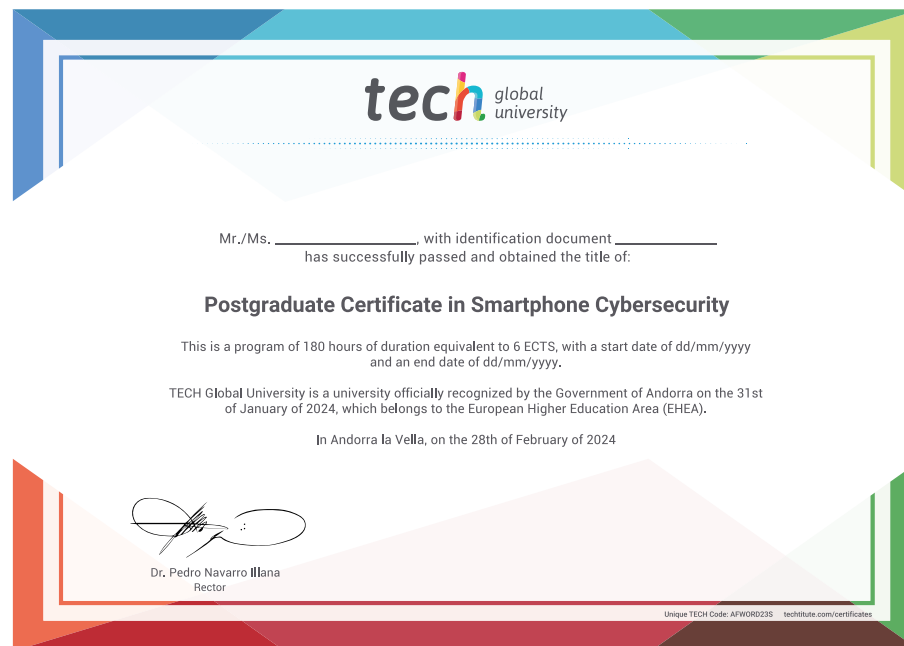 tech global university
Mr./Ms. ________________, with identification document ____________
has successfully passed and obtained the title of:
Postgraduate Certificate in Smartphone Cybersecurity
This is a program of 180 hours of duration equivalent to 6 ECTS, with a start date of dd/mm/yyyy
and an end date of dd/mm/yyyy.
TECH Global University is a university officially recognized by the Government of Andorra on the 31st
of January of 2024, which belongs to the European Higher Education Area (EHEA).
In Andorra la Vella, on the 28th of February of 2024
Dr. Pedro Navarro Illana
Rector
Unique TECH Code: AFWORD23S techtitute.com/certificates